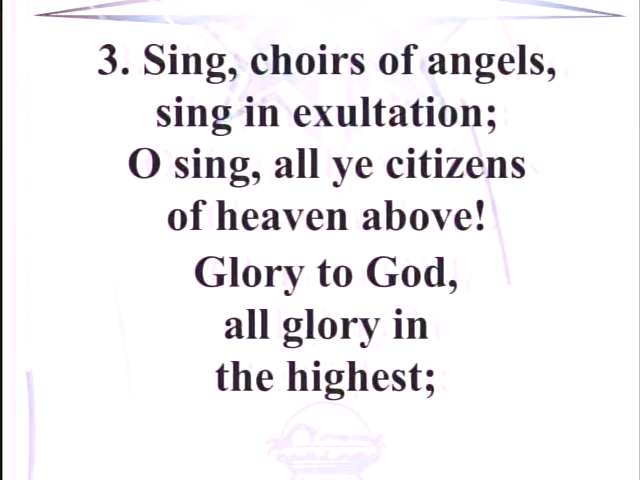 3. Sing, choirs of angels,
sing in exultation;
O sing, all ye citizens
of heaven above!
Glory to God,
all glory in
the highest;